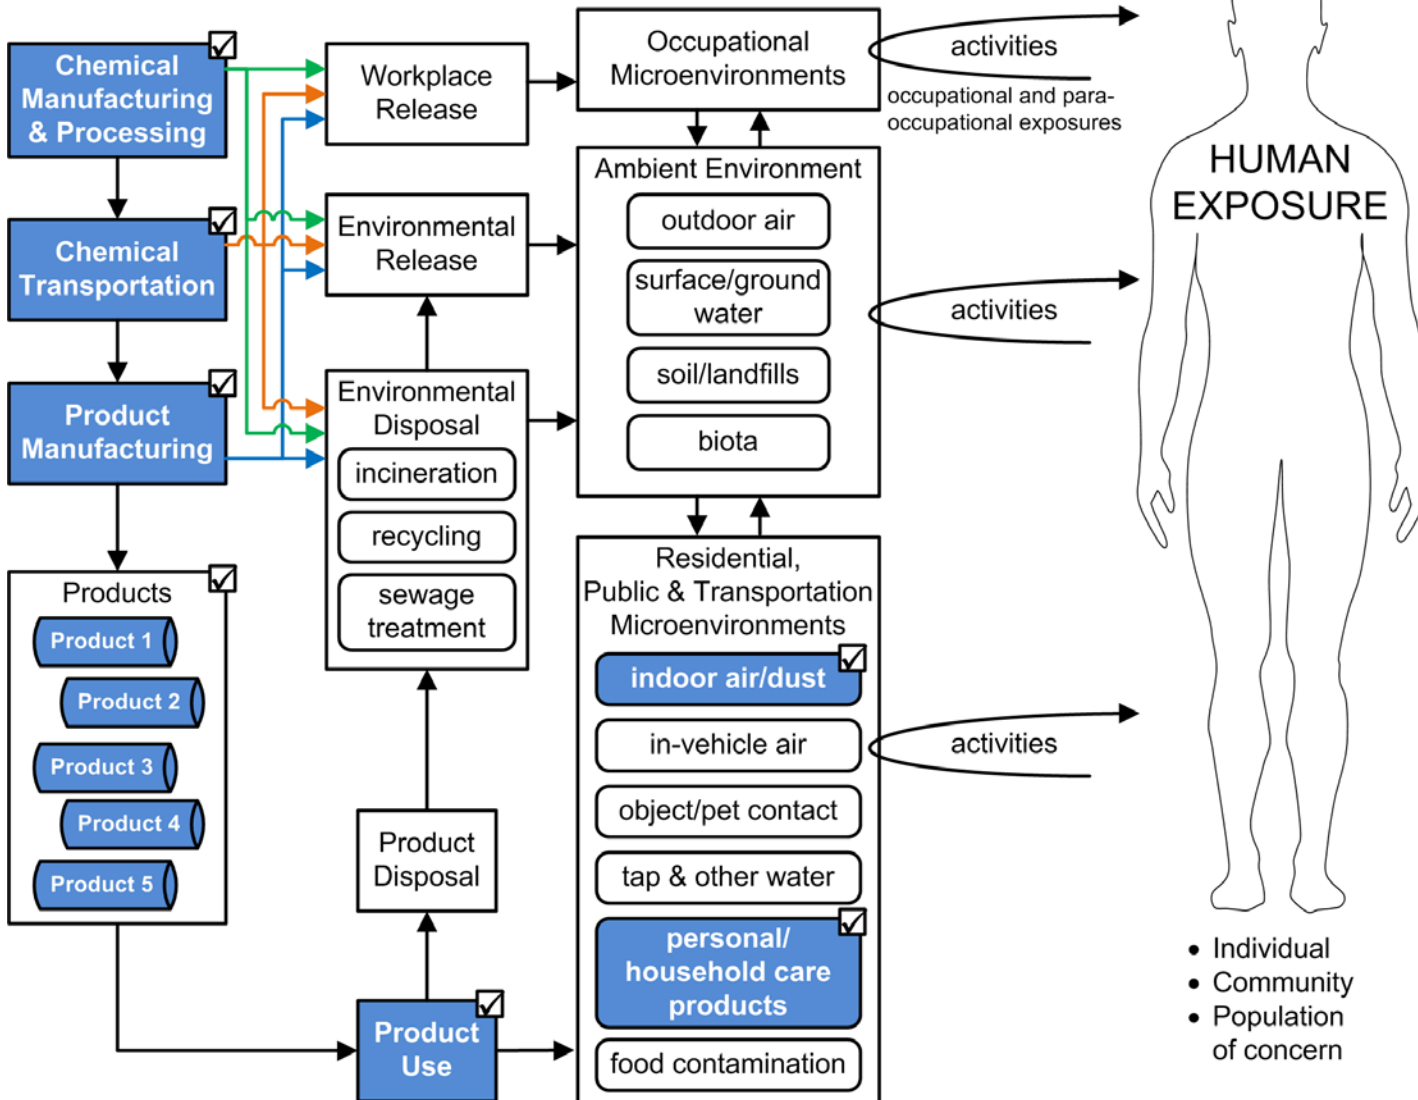 Chemical
Manufacturing
& Processing
Chemical
Transportation
Product
Manufacturing
Products
Product 1
Product 2
Product 3
Product 4
Product 5
Workplace
Release
Environmental
Release
Environmental
Disposal
incineration
recycling
sewage
treatment
Product
Disposal
Product
Use
Occupational
Microenvironments
Ambient Environment
outdoor air
surface/ground
water
soil/landfills
biota
Residential,
Public & Transportation
Microenvironments
indoor air/dust
in-vehicle air
object/pet contact
tap & other water
personal/
household care
products
food contamination
activities
occupational and para-
occupational exposures
activities
activities
HUMAN
EXPOSURE
• Individual
• Community
• Population
of concern